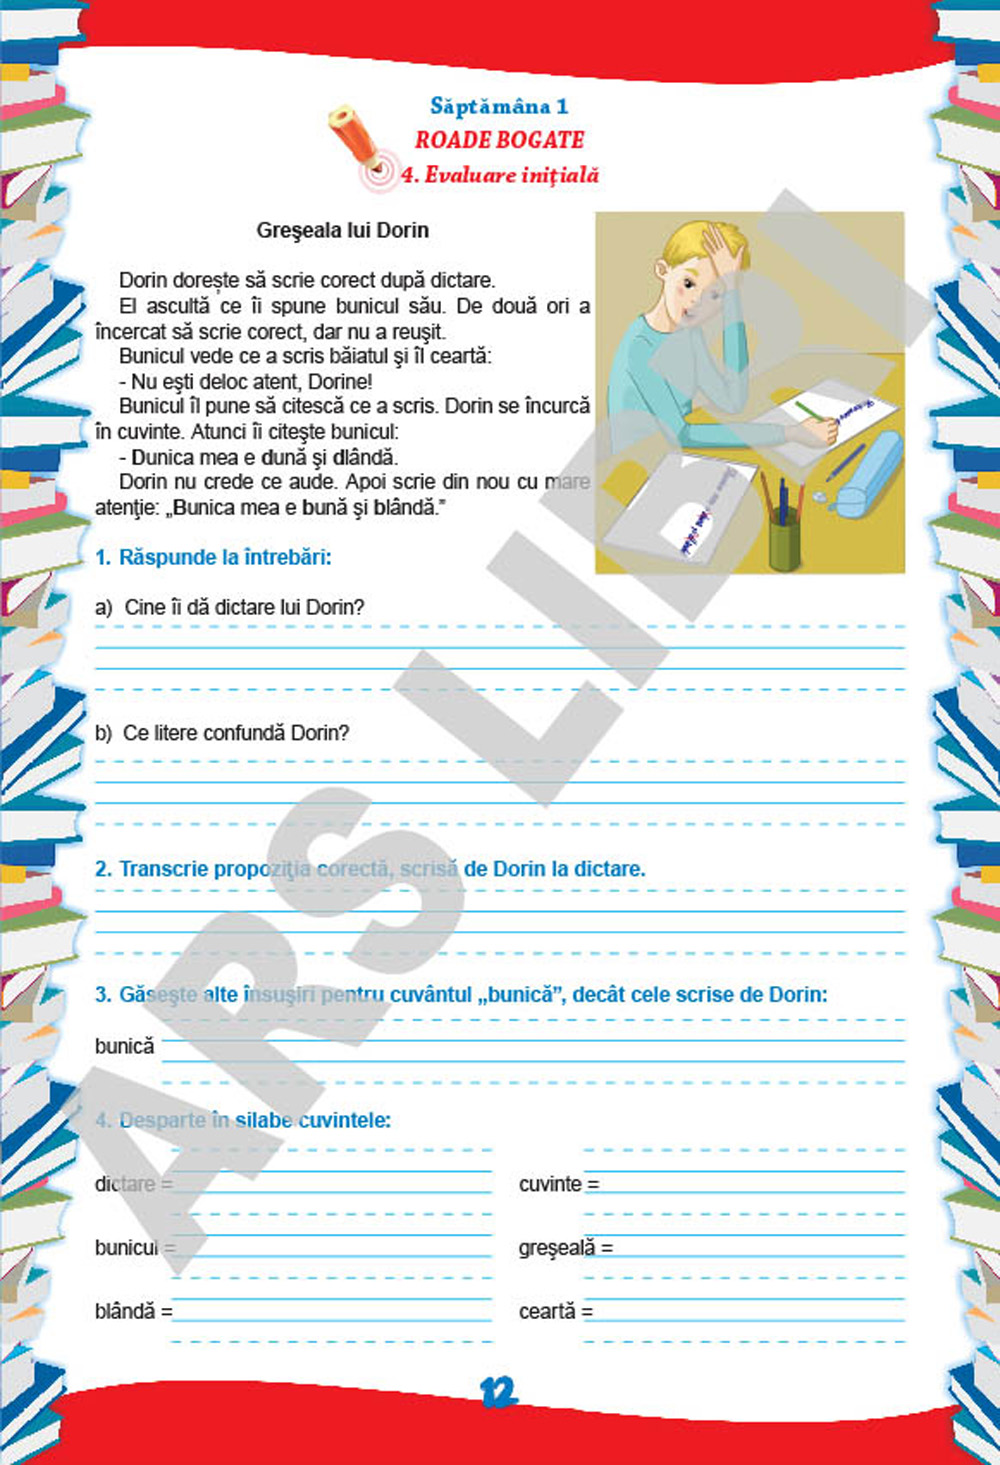 Săptămâna 1
ROADE BOGATE
4. Evaluare iniţială
Greşeala lui Dorin
Dorin dorește să scrie corect după dictare.
El ascultă ce îi spune bunicul său. De două ori a
încercat să scrie corect, dar nu a reuşit.
Bunicul vede ce a scris băiatul şi îl ceartă:
- Nu eşti deloc atent, Dorine!
Bunicul îl pune să citescă ce a scris. Dorin se încurcă
în cuvinte. Atunci îi citeşte bunicul:
- Dunica mea e dună şi dlândă.
Dorin nu crede ce aude. Apoi scrie din nou cu mare
atenţie: „Bunica mea e bună şi blândă.”
1. Răspunde la întrebări:
a) Cine îi dă dictare lui Dorin?
b) Ce litere confundă Dorin?
2. Transcrie propoziţia corectă, scrisă de Dorin la dictare.
3. Găseşte alte însuşiri pentru cuvântul „bunică”, decât cele scrise de Dorin:
bunică
4. Desparte în silabe cuvintele:
dictare = cuvinte =
bunicul = greşeală =
blândă = ceartă =
12
ARS LIBRI